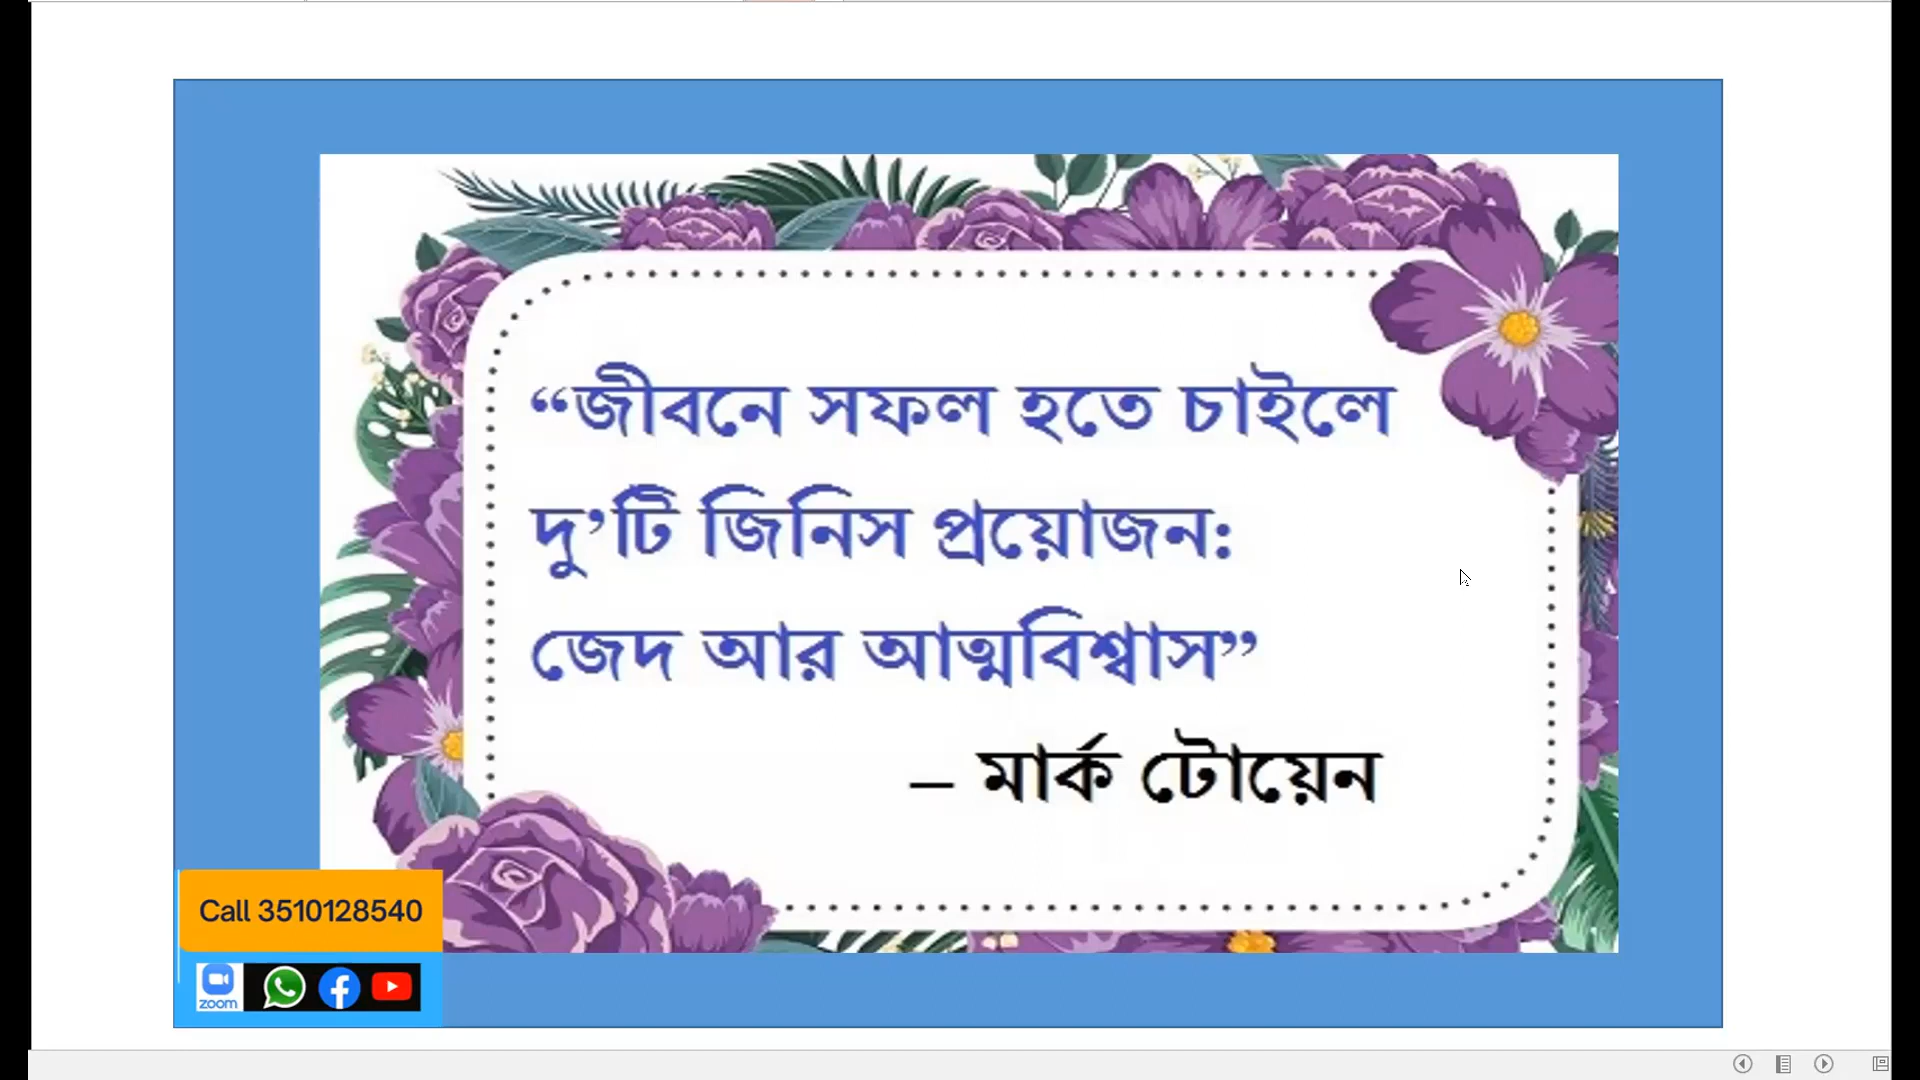 “জীবনে সফল হতে চাইলে
দু’টি জিনিস প্রয়োজন:
জেদ আর আত্মবিশ্বাস”
– মার্ক টোয়েন
Call 3510128540
zoom